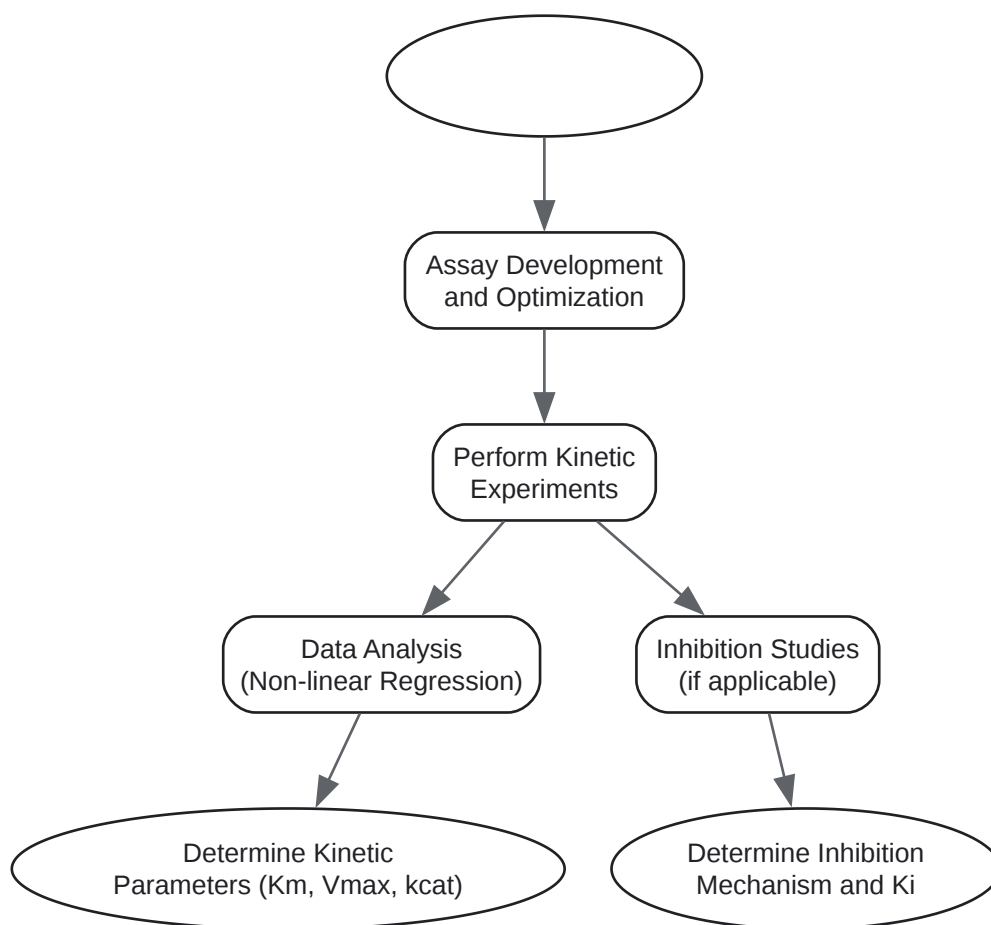 Assay Development
and Optimization
Perform Kinetic
Experiments
Data Analysis
(Non-linear Regression)
Inhibition Studies
(if applicable)
Determine Kinetic
Parameters (Km, Vmax, kcat)
Determine Inhibition
Mechanism and Ki